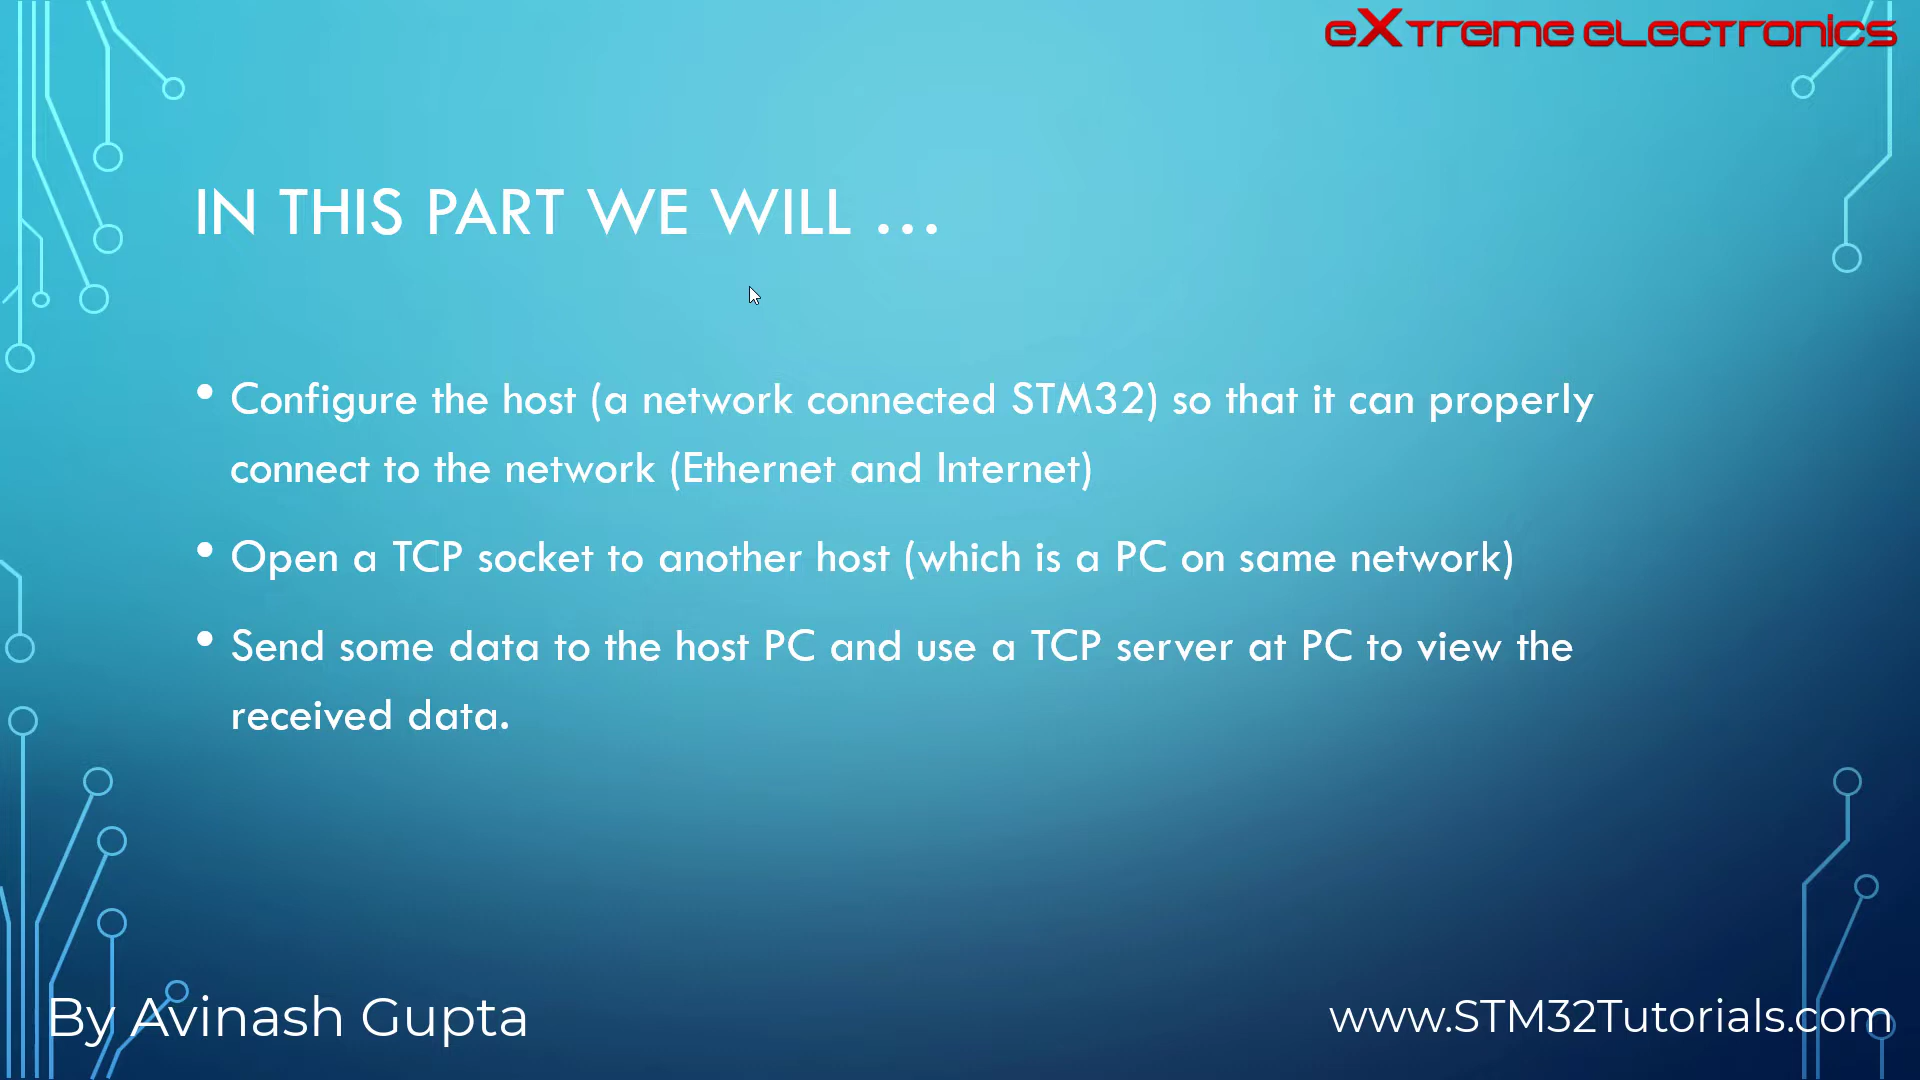 eXtreme eLectronics
IN THIS PART WE WILL ...
• Configure the host (a network connected STM32) so that it can properly
connect to the network (Ethernet and Internet)
• Open a TCP socket to another host (which is a PC on same network)
• Send some data to the host PC and use a TCP server at PC to view the
received data.
By Avinash Gupta
www.STM32Tutorials.com